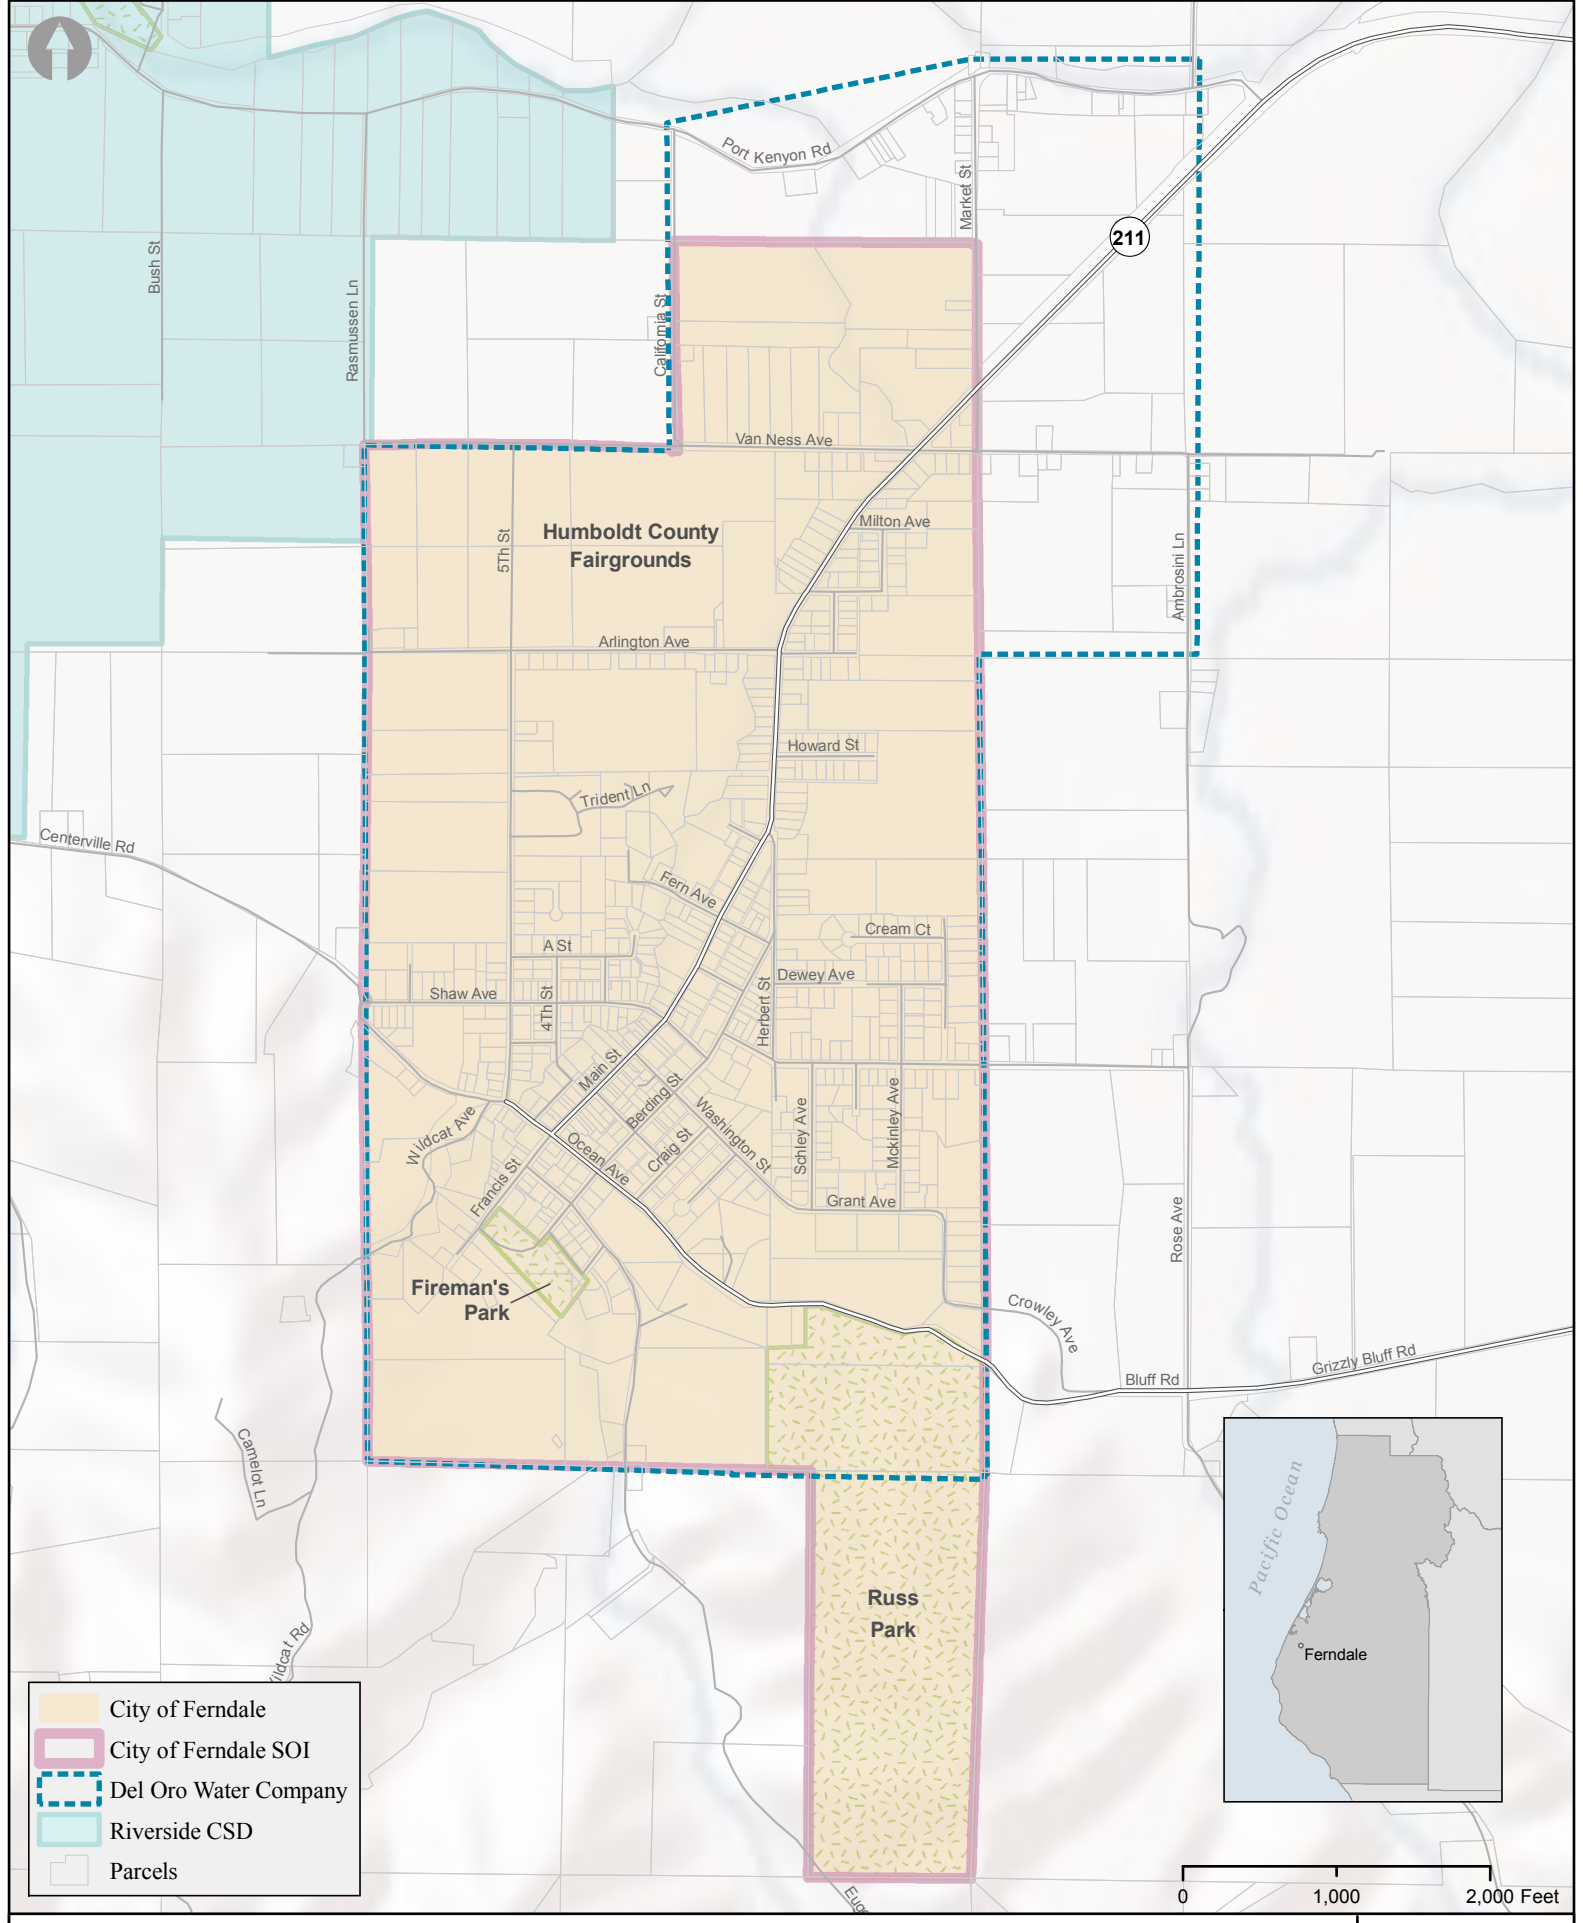 Port Kenyon Rd
Market St
211
Bush St
Rasmussen Ln
California St
Van Ness Ave
Milton Ave
Humboldt County
Fairgrounds
5Th St
Ambrosini Ln
Arlington Ave
Howard St
Trident Ln
Centerville Rd
Fern Ave
Cream Ct
A St
Dewey Ave
Shaw Ave
4Th St
Herbert St
Main St
Berding St
Washington St
Schley Ave
Mckinley Ave
Wildcat Ave
Ocean Ave
Craig St
Francis St
Grant Ave
Rose Ave
Fireman's
Park
Crowley Ave
Bluff Rd
Grizzly Bluff Rd
Camelot Ln
Pacific Ocean
Ferndale
Russ
Park
ildcat Rd
Euge
City of Ferndale
City of Ferndale SOI
Del Oro Water Company
Riverside CSD
Parcels
0 1,000 2,000 Feet